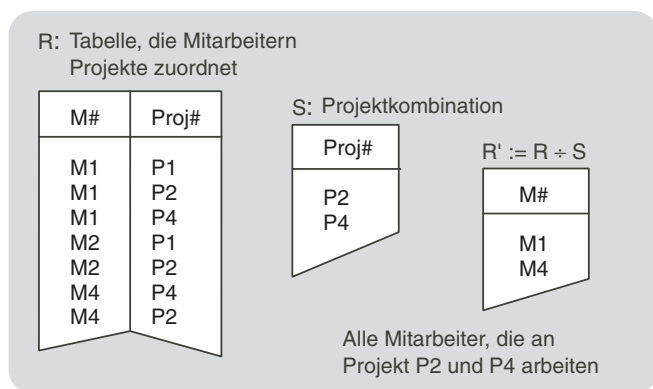 R: Tabelle, die Mitarbeitern
Projekte zuordnet
M# Proj#
M1 P1
M1 P2
M1 P4
M2 P1
M2 P2
M4 P4
M4 P2
S: Projektkombination
Proj#
P2
P4
R' := R ÷ S
M#
M1
M4
Alle Mitarbeiter, die an
Projekt P2 und P4 arbeiten